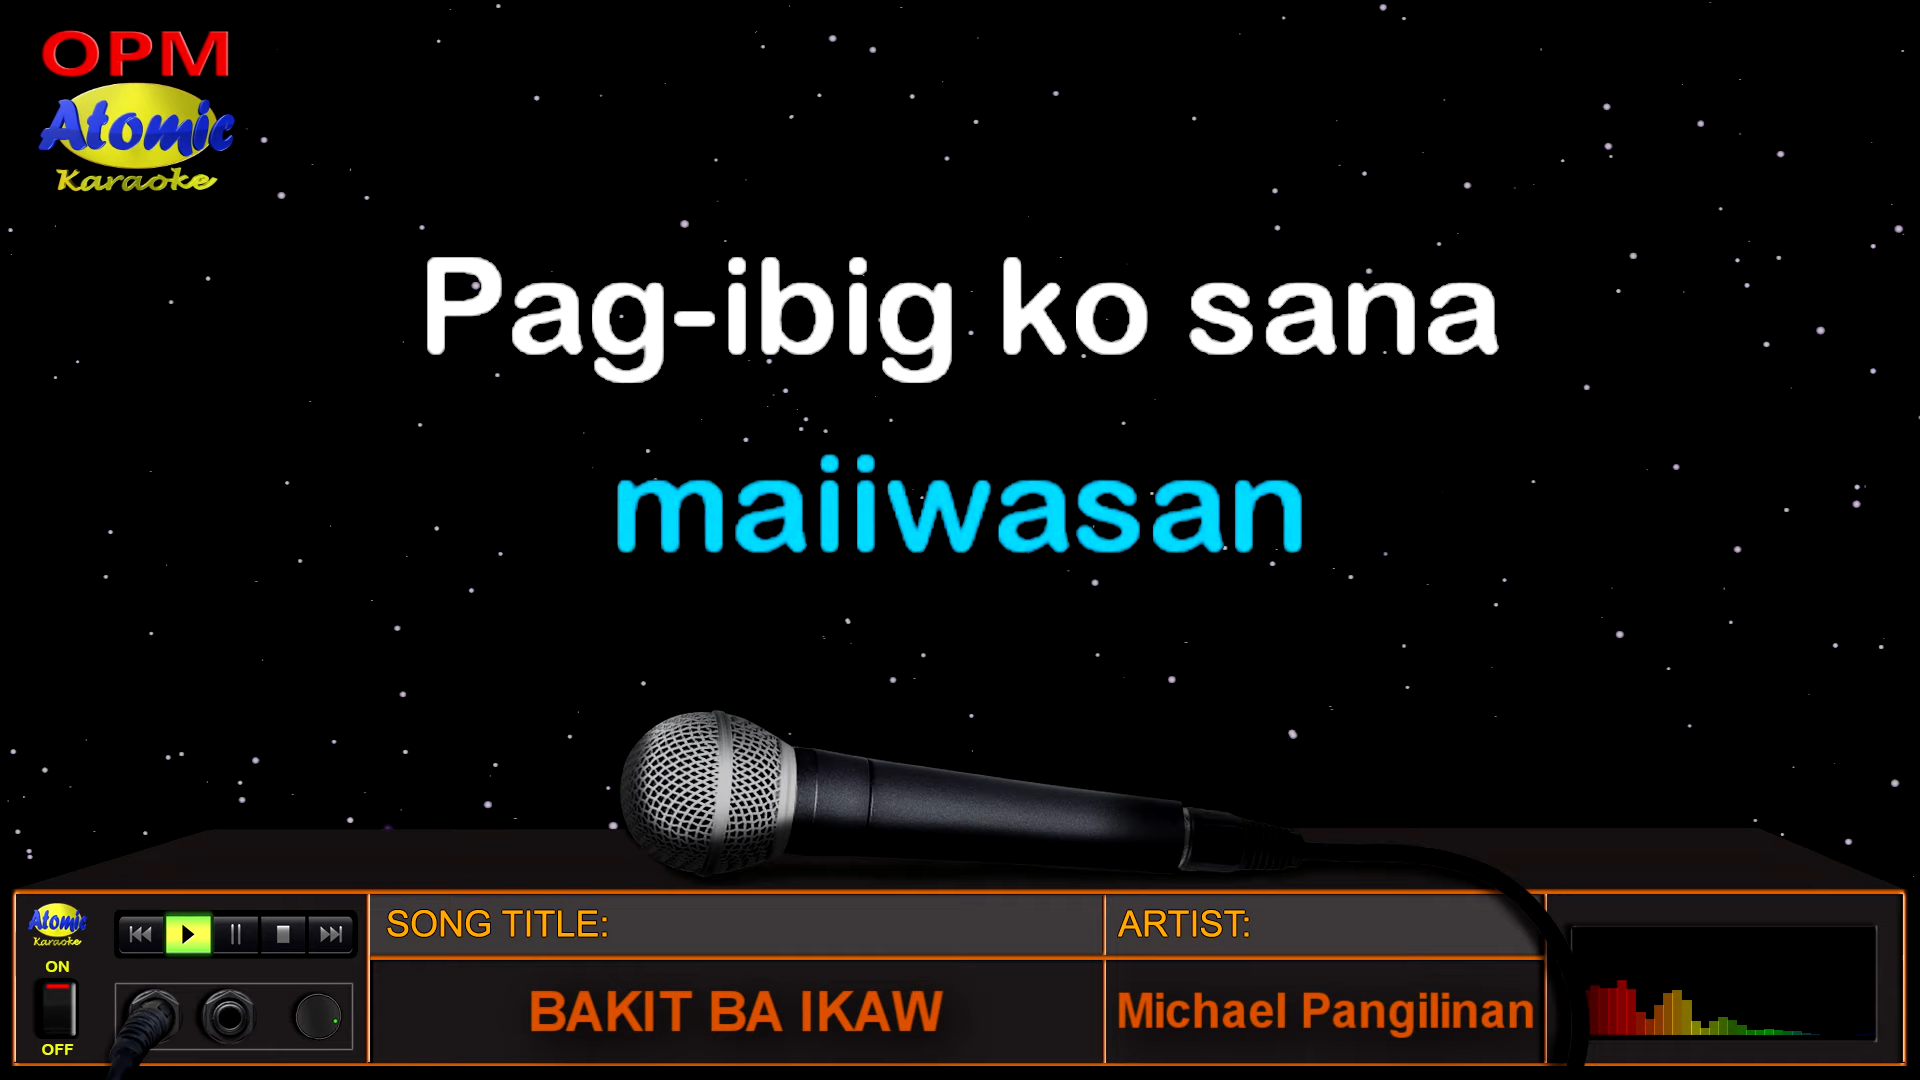 OPM
Atomic
Karaoke
Pag-ibig ko sana
maiiwasan
Atomic
Karaoke
ON
OFF
SONG TITLE:
ARTIST:
BAKIT BA IKAW
Michael Pangilinan